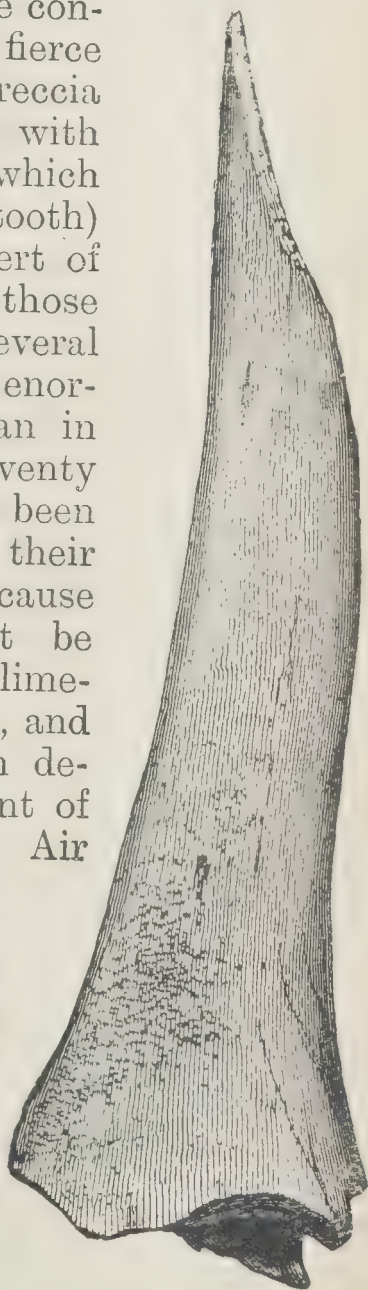 e con-
fierce
reccia
with
which
tooth)
ert of
those
everal
enor-
an in
venty
been
their
cause
t be
lime-
, and
n de-
nt of
Air